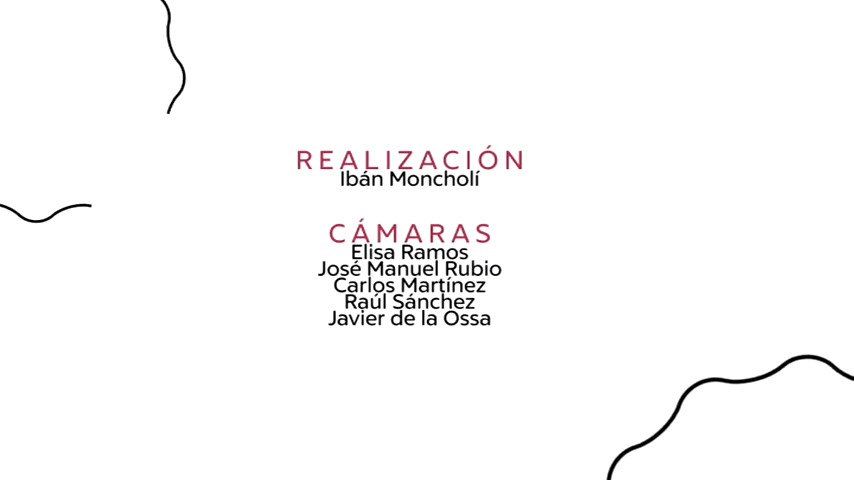 REALIZACIÓN
Ibán Moncholí
CÁMARAS
Elisa Ramos
José Manuel Rubio
Carlos Martínez
Raúl Sánchez
Javier de la Ossa